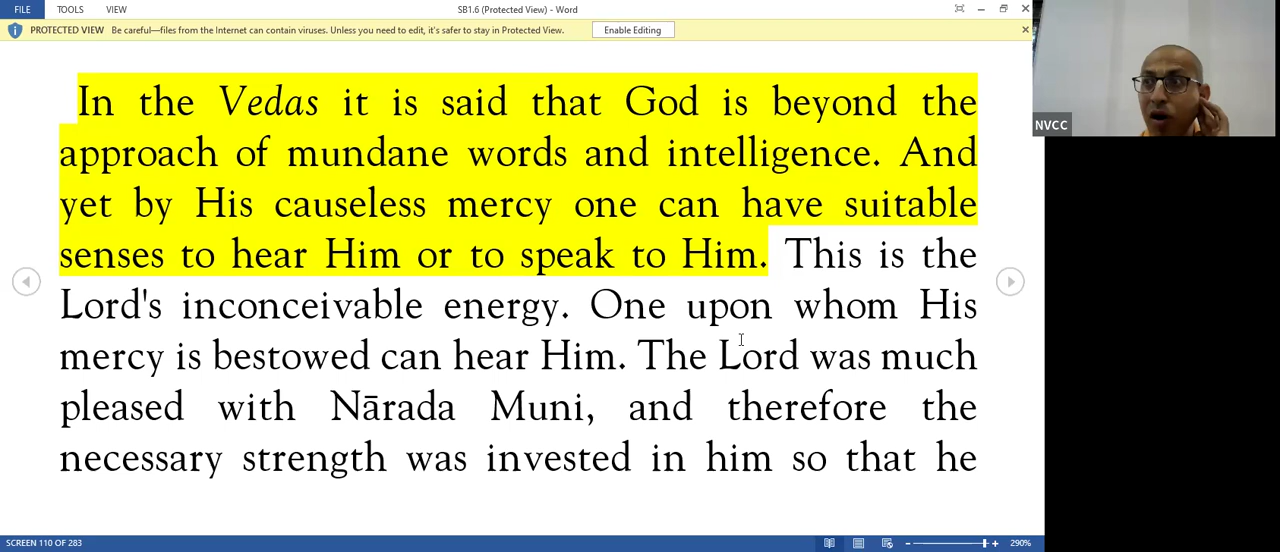 FILE TOOLS VIEW SB1.6 (Protected View) - Word
PROTECTED VIEW Be careful—files from the Internet can contain viruses. Unless you need to edit, it's safer to stay in Protected View. Enable Editing
In the Vedas it is said that God is beyond the
approach of mundane words and intelligence. And
yet by His causeless mercy one can have suitable
senses to hear Him or to speak to Him. This is the
Lord's inconceivable energy. One upon whom His
mercy is bestowed can hear Him. The Lord was much
pleased with Nārada Muni, and therefore the
necessary strength was invested in him so that he
NVCC
SCREEN 110 OF 283 290%